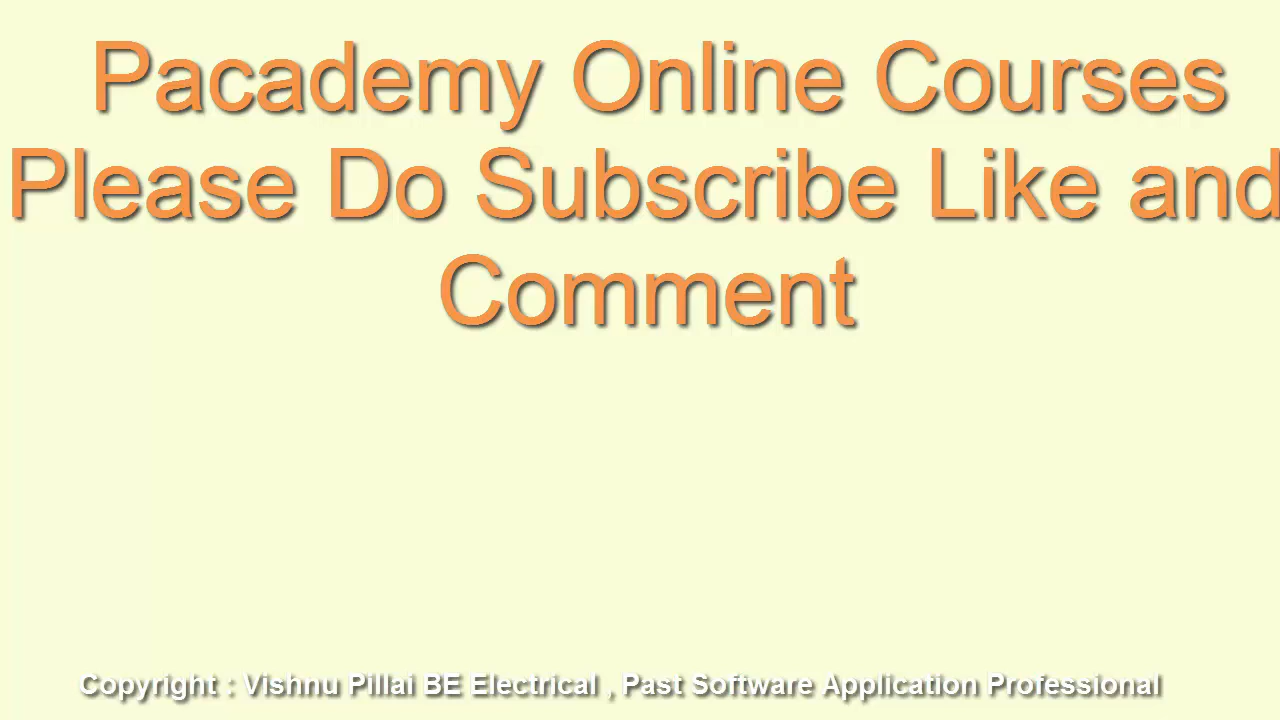 Pacademy Online Courses
Please Do Subscribe Like and
Comment
Copyright : Vishnu Pillai BE Electrical , Past Software Application Professional